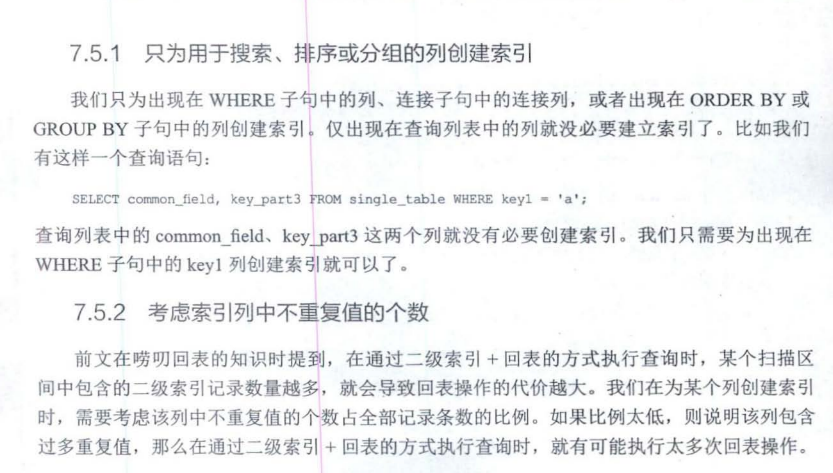 7.5.1 只为用于搜索、排序或分组的列创建索引
我们只为出现在 WHERE 子句中的列、连接子句中的连接列，或者出现在 ORDER BY 或
GROUP BY 子句中的列创建索引。仅出现在查询列表中的列就没必要建立索引了。比如我们
有这样一个查询语句：
SELECT common_field, key_part3 FROM single_table WHERE key1 = 'a';
查询列表中的 common_field、key_part3 这两个列就没有必要创建索引。我们只需要为出现在
WHERE 子句中的 key1 列创建索引就可以了。
7.5.2 考虑索引列中不重复值的个数
前文在唠叨回表的知识时提到，在通过二级索引 + 回表的方式执行查询时，某个扫描区
间中包含的二级索引记录数量越多，就会导致回表操作的代价越大。我们在为某个列创建索引
时，需要考虑该列中不重复值的个数占全部记录条数的比例。如果比例太低，则说明该列包含
过多重复值，那么在通过二级索引 + 回表的方式执行查询时，就有可能执行太多次回表操作。